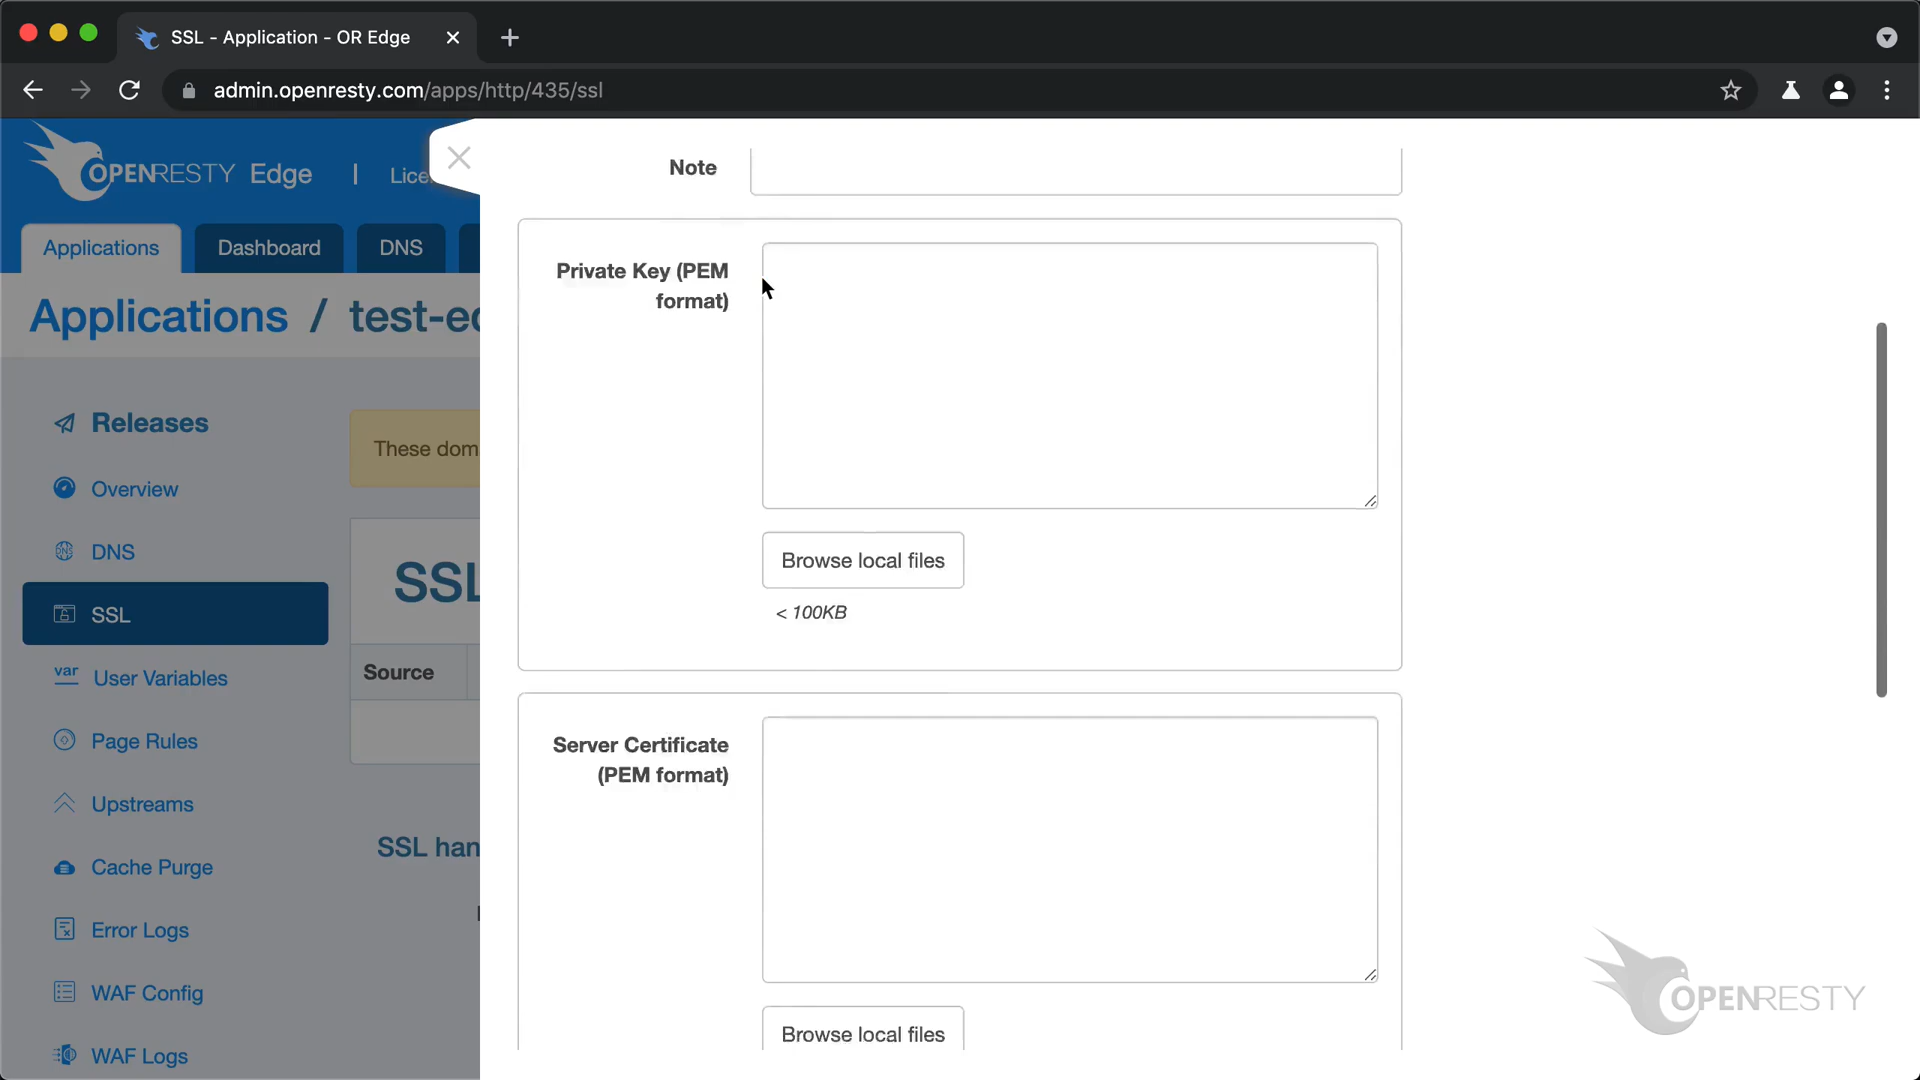 SSL - Application - OR Edge
admin.openresty.com/apps/http/435/ssl
OPENRESTY Edge | Lice
Applications
Dashboard
DNS
Applications / test-ed
Releases
Overview
DNS
SSL
User Variables
Page Rules
Upstreams
Cache Purge
Error Logs
WAF Config
WAF Logs
These dom
SSL
Source
SSL han
Note
Private Key (PEM
format)
Browse local files
< 100KB
Server Certificate
(PEM format)
Browse local files
OPENRESTY